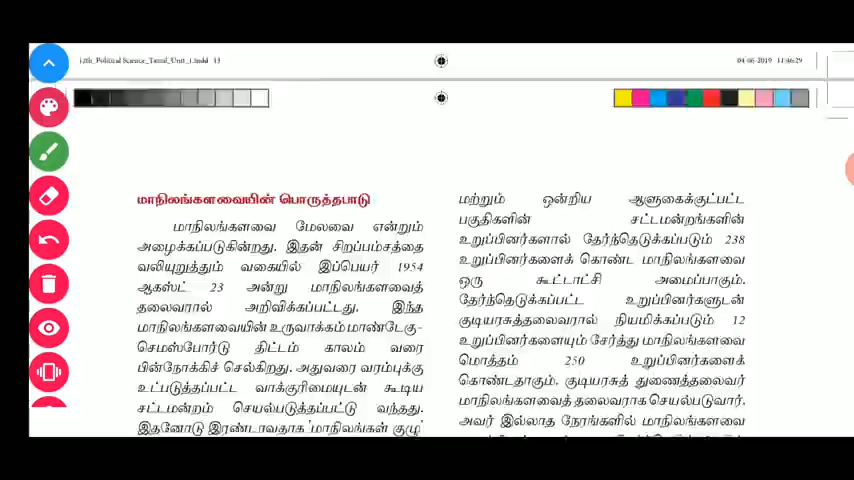 12th_Political Science_Tamil_Unit_1.indd 13
04-06-2019 11:46:29
மாநிலங்களவையின் பொருத்தபாடு
மாநிலங்களவை மேலவை என்றும்
அழைக்கப்படுகின்றது. இதன் சிறப்பம்சத்தை
வலியுறுத்தும் வகையில் இப்பெயர் 1954
ஆகஸ்ட் 23 அன்று மாநிலங்களவைத்
தலைவரால் அறிவிக்கப்பட்டது. இந்த
மாநிலங்களவையின் உருவாக்கம் மாண்டேகு-
செமஸ்போர்டு திட்டம் காலம் வரை
பின்நோக்கிச் செல்கிறது. அதுவரை வரம்புக்கு
உட்படுத்தப்பட்ட வாக்குரிமையுடன் கூடிய
சட்டமன்றம் செயல்படுத்தப்பட்டு வந்தது.
இதனோடு இரண்டாவதாக 'மாநிலங்கள் குழு'
மற்றும் ஒன்றிய ஆளுகைக்குட்பட்ட
பகுதிகளின் சட்டமன்றங்களின்
உறுப்பினர்களால் தேர்ந்தெடுக்கப்படும் 238
உறுப்பினர்களைக் கொண்ட மாநிலங்களவை
ஒரு கூட்டாட்சி அமைப்பாகும்.
தேர்ந்தெடுக்கப்பட்ட உறுப்பினர்களுடன்
குடியரசுத்தலைவரால் நியமிக்கப்படும் 12
உறுப்பினர்களையும் சேர்த்து மாநிலங்களவை
மொத்தம் 250 உறுப்பினர்களைக்
கொண்டதாகும். குடியரசுத் துணைத்தலைவர்
மாநிலங்களவைத் தலைவராக செயல்படுவார்.
அவர் இல்லாத நேரங்களில் மாநிலங்களவை